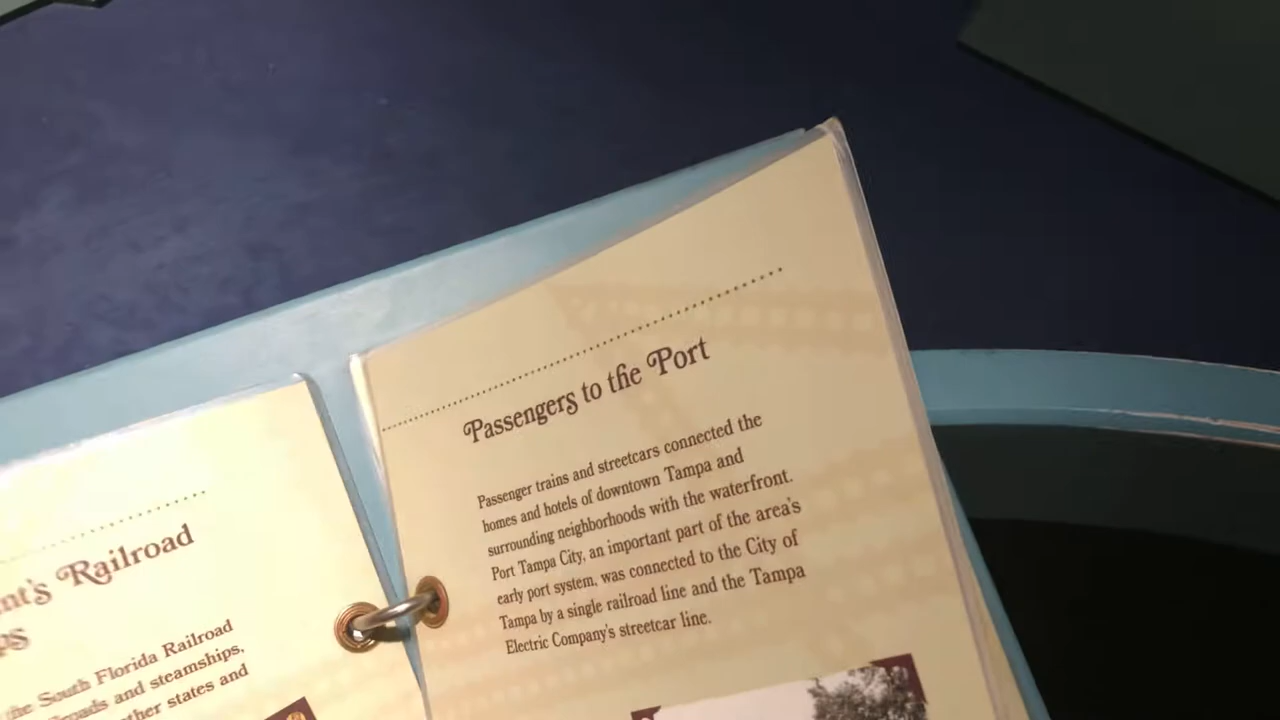 nt's Railroad
ps
the South Florida Railroad
roads and steamships,
ther states and
Passengers to the Port
Passenger trains and streetcars connected the
homes and hotels of downtown Tampa and
surrounding neighborhoods with the waterfront.
Port Tampa City, an important part of the area's
early port system, was connected to the City of
Tampa by a single railroad line and the Tampa
Electric Company's streetcar line.